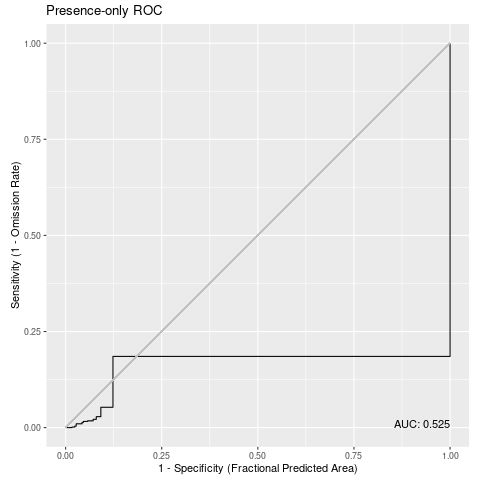 Presence-only ROC
Sensitivity (1 - Omission Rate)
1.00
0.75
0.50
0.25
0.00
AUC: 0.525
0.00 0.25 0.50 0.75 1.00
1 - Specificity (Fractional Predicted Area)